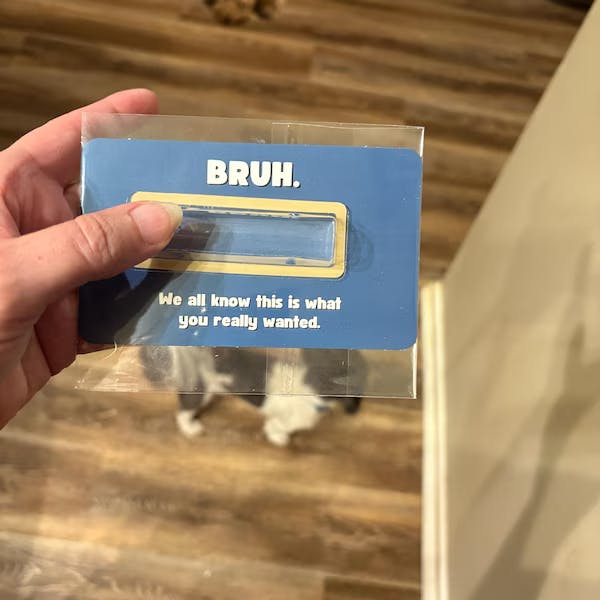 BRUH.
We all know this is what
you really wanted.